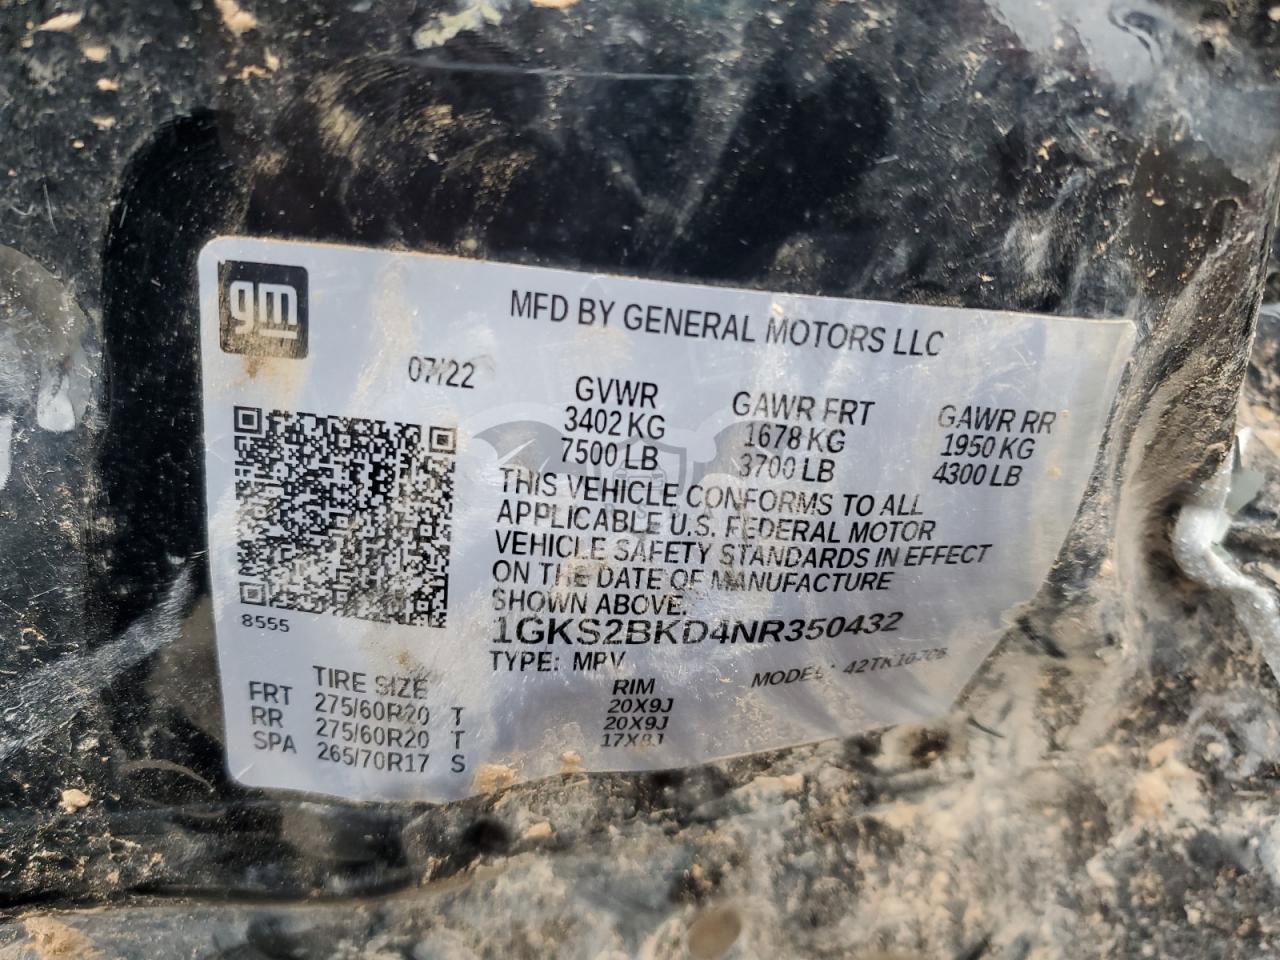 gm
MFD BY GENERAL MOTORS LLC
07/22
GVWR GAWR FRT GAWR RR
3402 KG 1678 KG 1950 KG
7500 LB 3700 LB 4300 LB
THIS VEHICLE CONFORMS TO ALL
APPLICABLE U.S. FEDERAL MOTOR
VEHICLE SAFETY STANDARDS IN EFFECT
ON THE DATE OF MANUFACTURE
SHOWN ABOVE.
8555
1GKS2BKD4NR350432
TYPE: MPV MODEL:
TIRE SIZE RIM
FRT 275/60R20 T 20X9J
RR 275/60R20 T 20X9J
SPA 265/70R17 S 17X8J